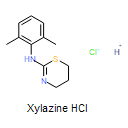 S
Cl⁻ H⁺
HN
N
Xylazine HCl